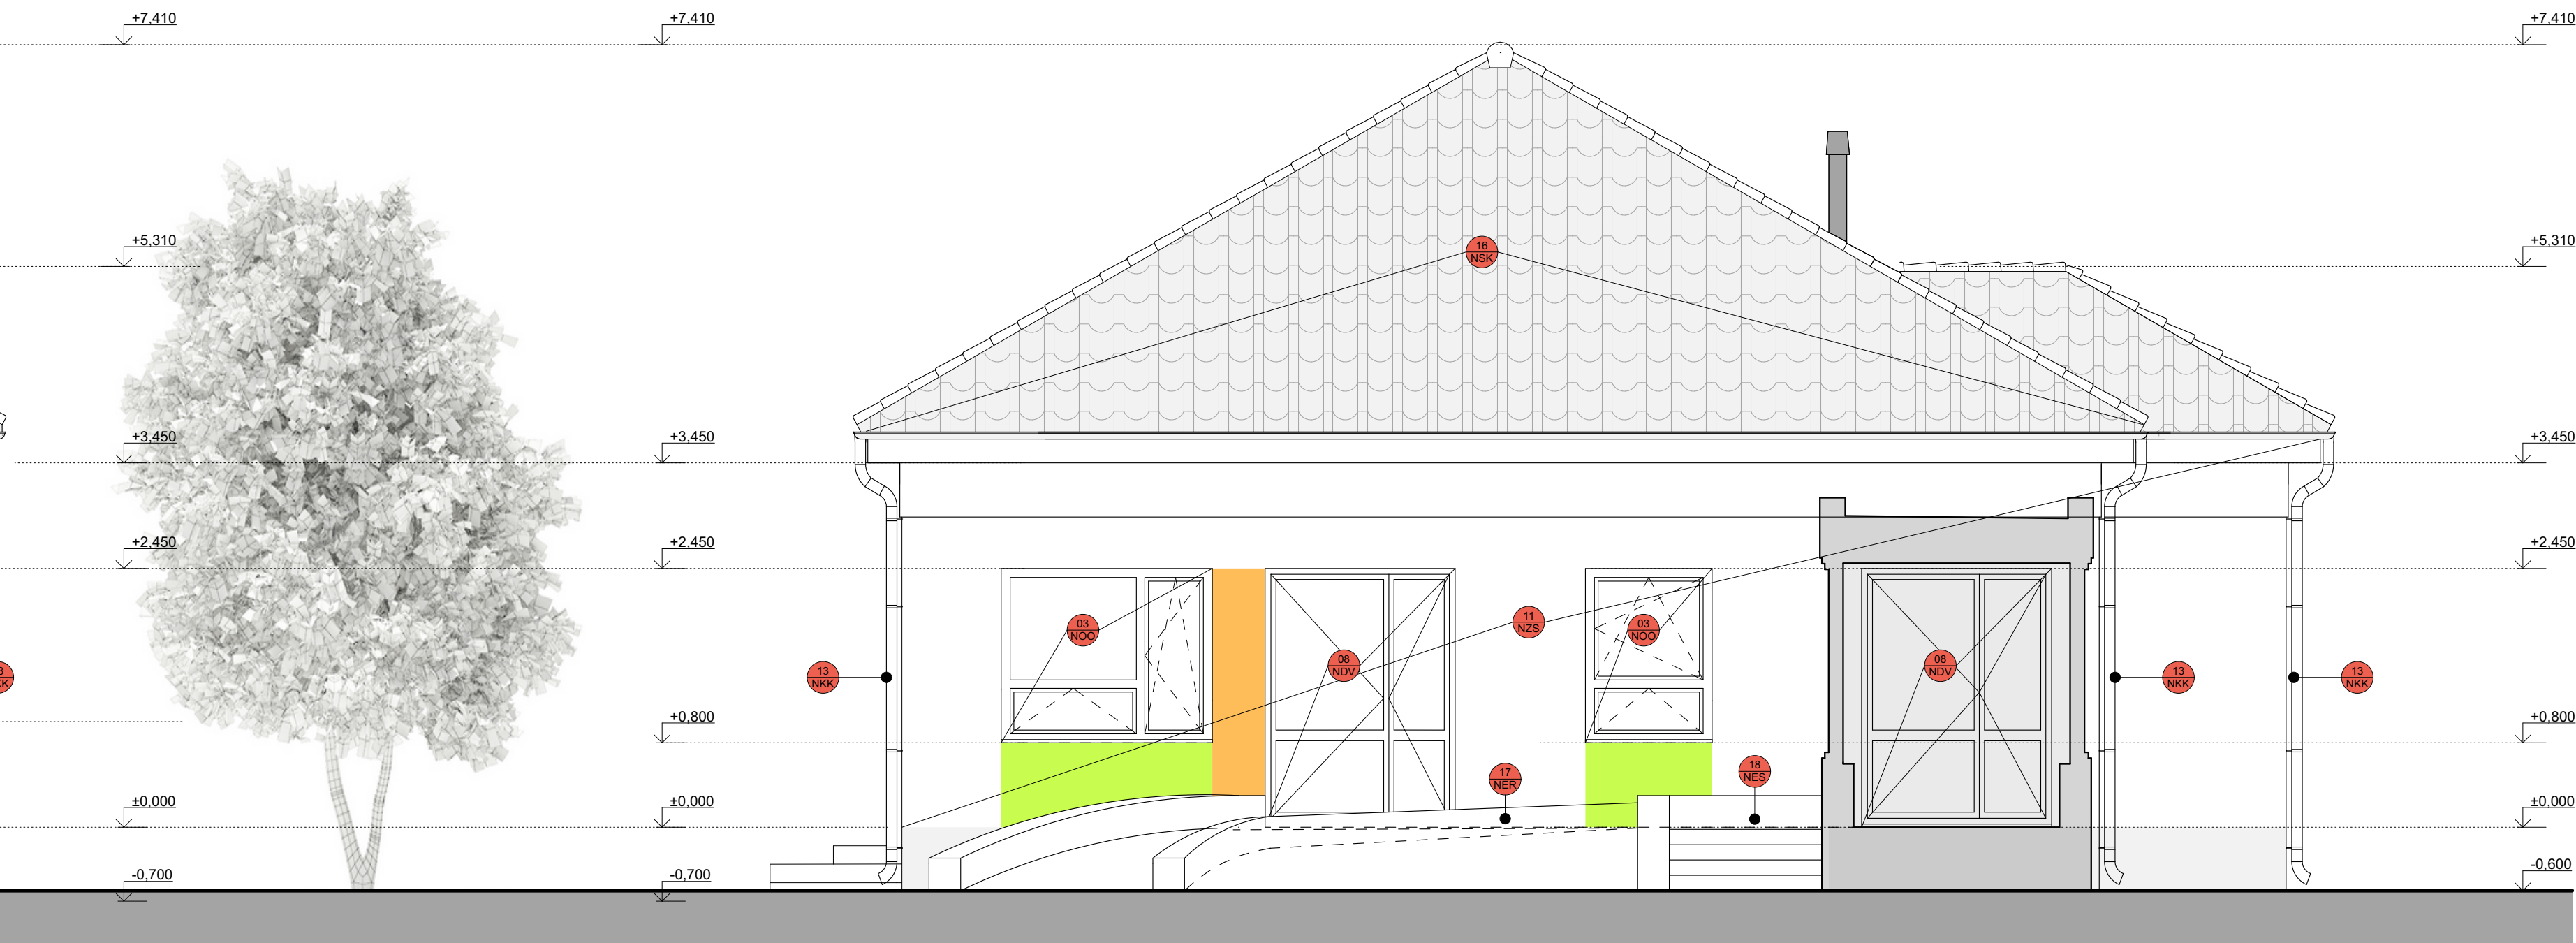 +7,410
+7,410
+7,410
+5,310
+5,310
16
NSK
+3,450
+3,450
+3,450
+2,450
+2,450
+2,450
03
NOO
11
NZS
03
NOO
08
NDV
08
NDV
13
NKK
13
NKK
13
NKK
+0,800
+0,800
17
NER
18
NES
±0,000
±0,000
±0,000
-0,700
-0,700
-0,600